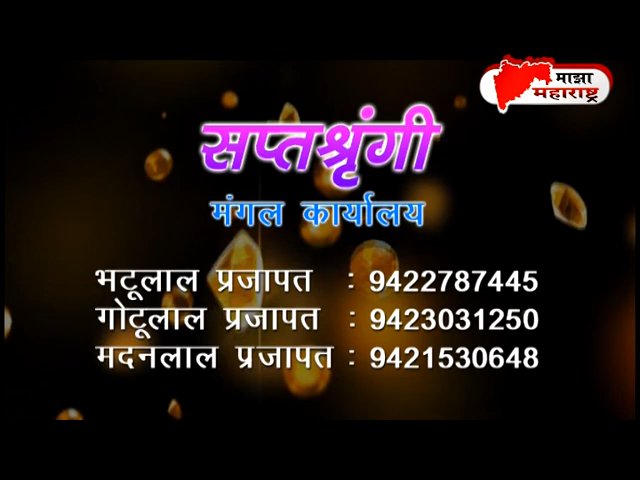 माझा
महाराष्ट्र
सप्तश्रृंगी
मंगल कार्यालय
भटूलाल प्रजापत : 9422787445
गोटूलाल प्रजापत : 9423031250
मदनलाल प्रजापत : 9421530648